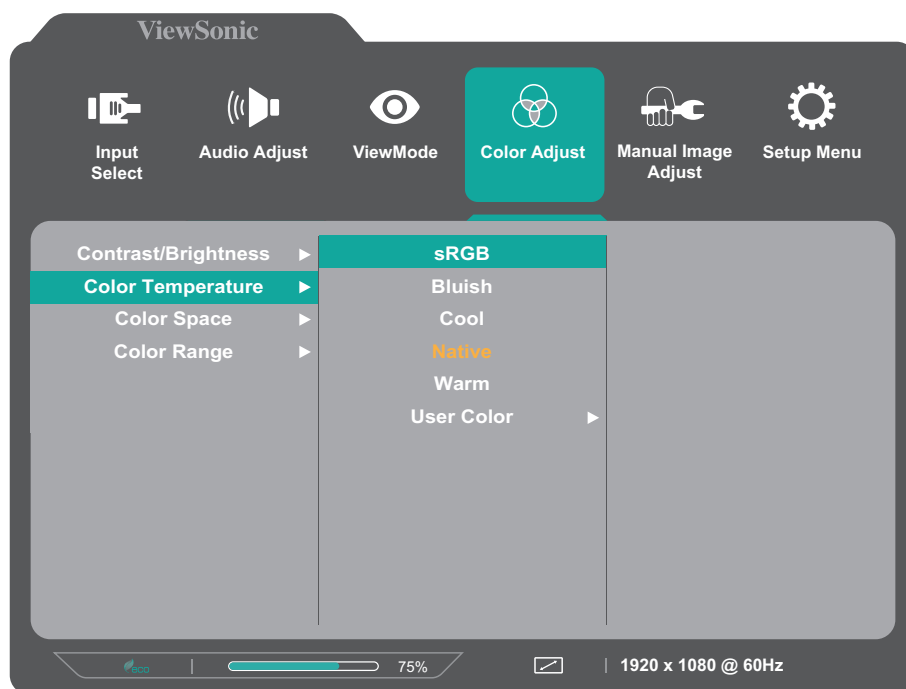 ViewSonic
Input
Select
Audio Adjust
ViewMode
Color Adjust
Manual Image
Adjust
Setup Menu
Contrast/Brightness
Color Temperature
Color Space
Color Range
sRGB
Bluish
Cool
Native
Warm
User Color
eco
75%
1920 x 1080 @ 60Hz